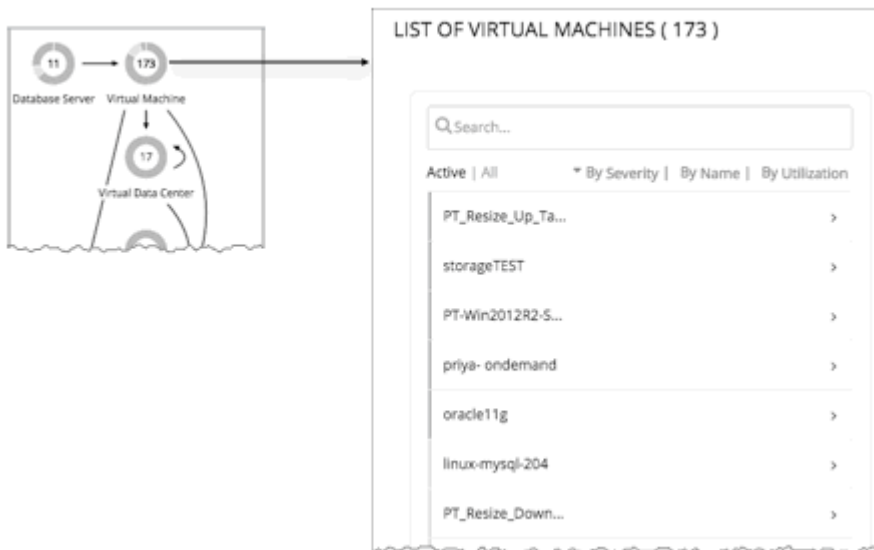 LIST OF VIRTUAL MACHINES ( 173 )
11
173
Database Server
Virtual Machine
17
Virtual Data Center
Search...
Active | All
By Severity | By Name | By Utilization
PT_Resize_Up_Ta...
storageTEST
PT-Win2012R2-S...
priya- ondemand
oracle11g
linux-mysql-204
PT_Resize_Down...